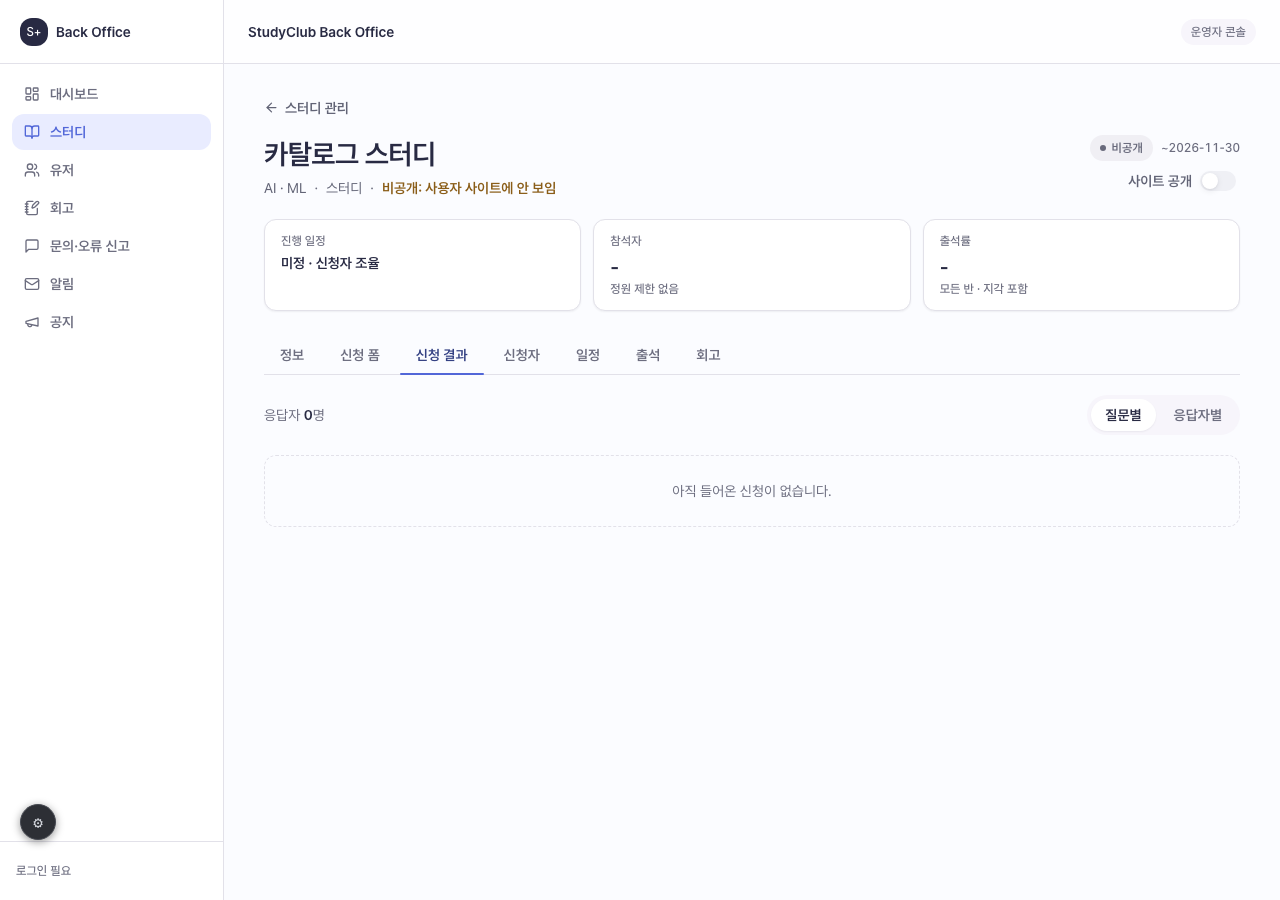 S+ Back Office
StudyClub Back Office
운영자 콘솔
대시보드
스터디
유저
회고
문의·오류 신고
알림
공지
로그인 필요
스터디 관리
카탈로그 스터디
비공개 ~2026-11-30
AI · ML · 스터디 · 비공개: 사용자 사이트에 안 보임
사이트 공개
진행 일정
미정 · 신청자 조율
참석자
–
정원 제한 없음
출석률
–
모든 반 · 지각 포함
정보 신청 폼 신청 결과 신청자 일정 출석 회고
응답자 0명
질문별 응답자별
아직 들어온 신청이 없습니다.